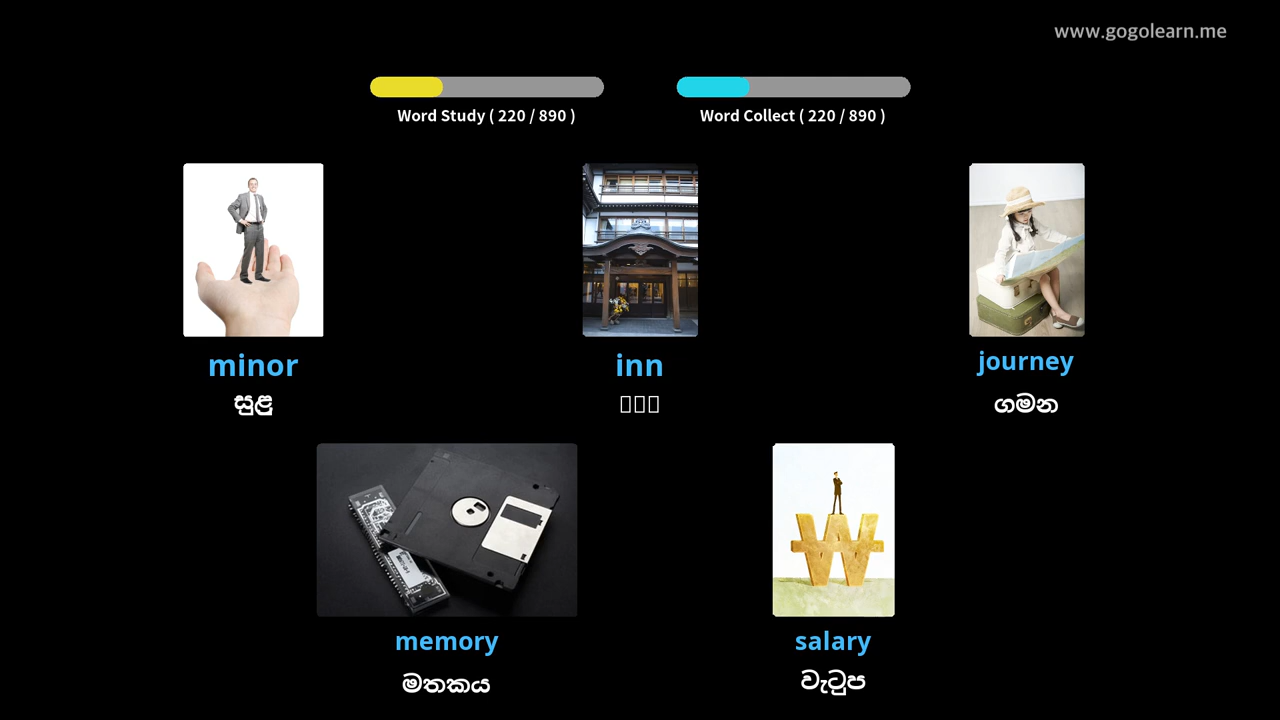 www.gogolearn.me
Word Study ( 220 / 890 )
Word Collect ( 220 / 890 )
minor
inn
journey
සුළු
ගමන
memory
salary
මතකය
වැටුප